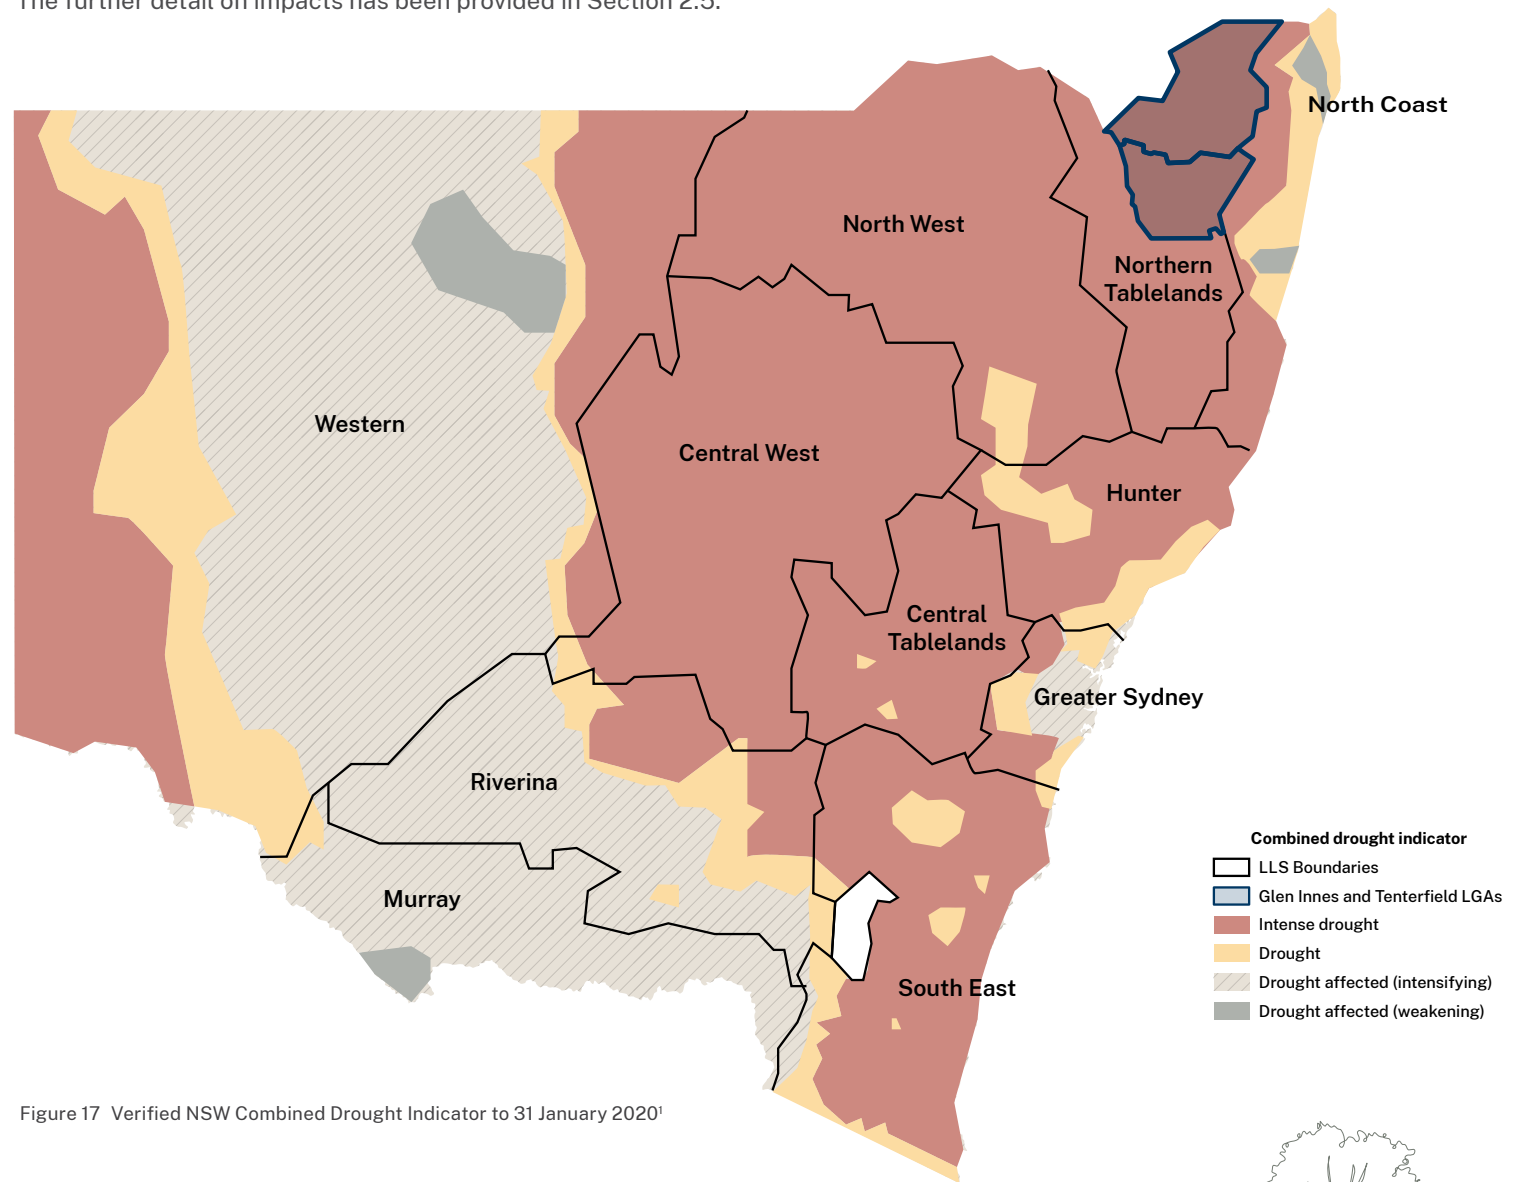 The further detail on impacts has been provided in Section 2.5.
North Coast
North West
Northern
Tablelands
Western
Central West
Hunter
Central
Tablelands
Greater Sydney
Riverina
Murray
South East
Combined drought indicator
LLS Boundaries
Glen Innes and Tenterfield LGAs
Intense drought
Drought
Drought affected (intensifying)
Drought affected (weakening)
Figure 17 Verified NSW Combined Drought Indicator to 31 January 2020¹